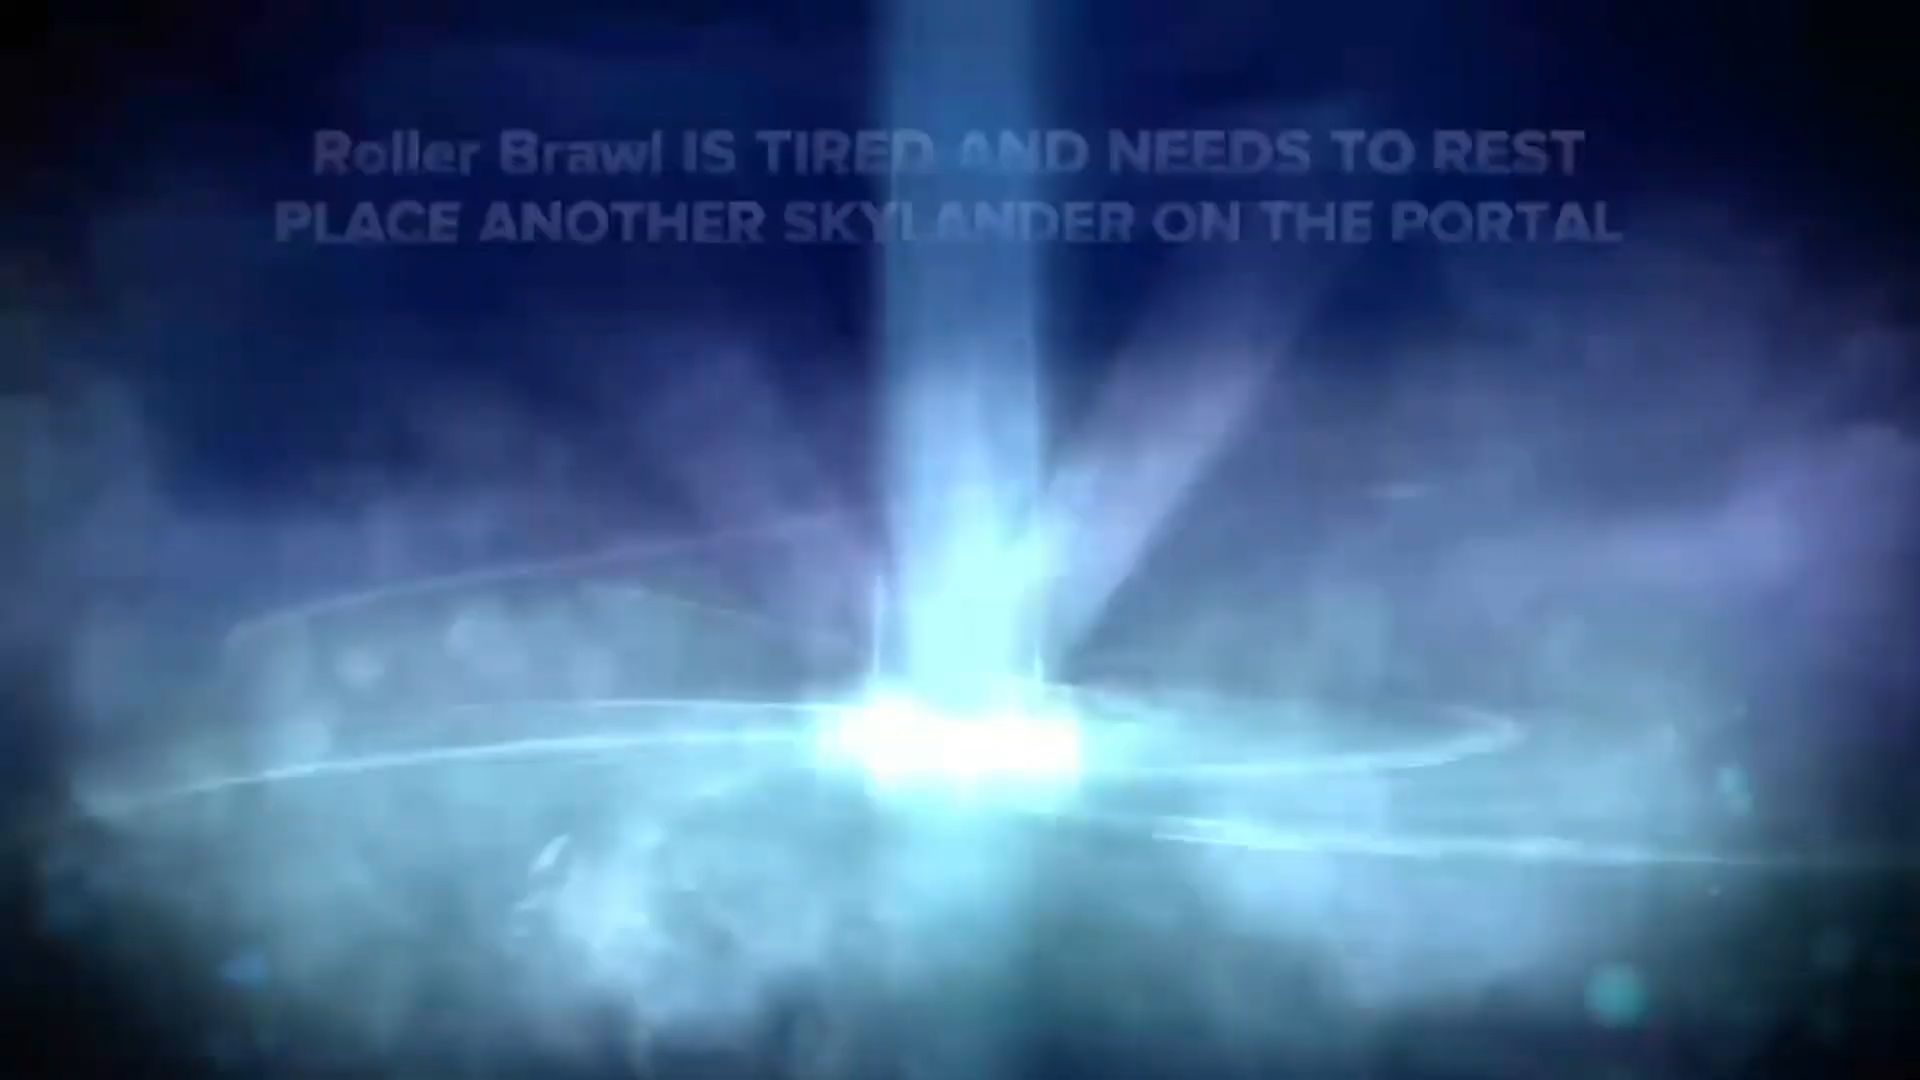 Roller Brawl IS TIRED AND NEEDS TO REST
PLACE ANOTHER SKYLANDER ON THE PORTAL